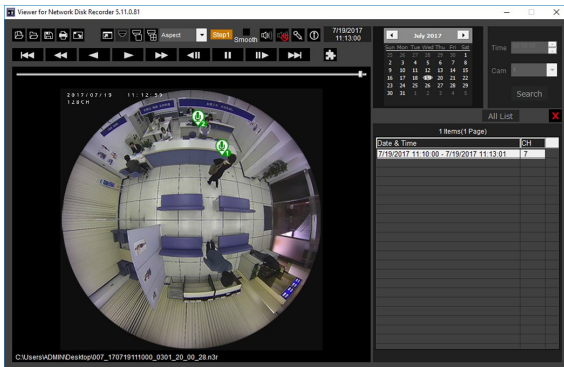 Viewer for Network Disk Recorder 5.11.0.81
Aspect
Step1
Smooth
7/19/2017
11:13:00
July 2017
Sun Mon Tue Wed Thu Fri Sat
25 26 27 28 29 30 1
2 3 4 5 6 7 8
9 10 11 12 13 14 15
16 17 18 19 20 21 22
23 24 25 26 27 28 29
30 31 1 2 3 4 5
Time
Cam
Search
All List
X
1 Items(1 Page)
Date & Time CH
7/19/2017 11:10:00 - 7/19/2017 11:13:01 7
2017/07/19 11:12:59
128CH
2
1
C:\Users\ADMIN\Desktop\007_170719111000_0301_20_00_28.n3r